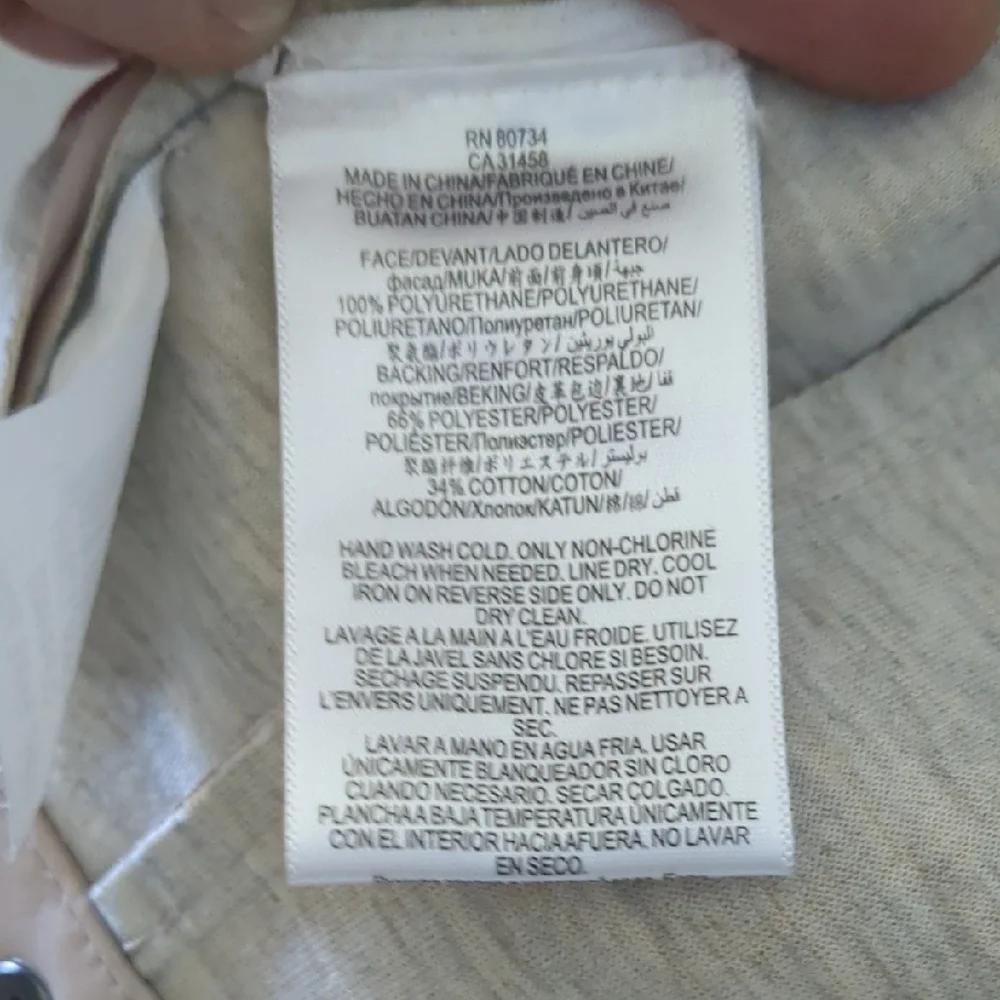 RN 80734
CA 31458
MADE IN CHINA/FABRIQUÉ EN CHINE/
HECHO EN CHINA/Произведено в Китае/
BUATAN CHINA/中国制造/صنع في الصين
FACE/DEVANT/LADO DELANTERO/
фасад/MUKA/前面/前身頃/جبهة/
100% POLYURETHANE/POLYURETHANE/
POLIURETANO/Полиуретан/POLIURETAN/
聚氨酯/ポリウレタン/البولي يوريثين
BACKING/RENFORT/RESPALDO/
покрытие/BEKING/皮革包边/裏地/قفا
66% POLYESTER/POLYESTER/
POLIÉSTER/Полиэстер/POLIESTER/
聚酯纤维/ポリエステル/بوليستر
34% COTTON/COTON/
ALGODÓN/Хлопок/KATUN/棉/綿/قطن
HAND WASH COLD. ONLY NON-CHLORINE
BLEACH WHEN NEEDED. LINE DRY. COOL
IRON ON REVERSE SIDE ONLY. DO NOT
DRY CLEAN.
LAVAGE A LA MAIN A L'EAU FROIDE. UTILISEZ
DE LA JAVEL SANS CHLORE SI BESOIN.
SECHAGE SUSPENDU. REPASSER SUR
L'ENVERS UNIQUEMENT. NE PAS NETTOYER A
SEC.
LAVAR A MANO EN AGUA FRIA. USAR
ÚNICAMENTE BLANQUEADOR SIN CLORO
CUANDO NECESARIO. SECAR COLGADO.
PLANCHA A BAJA TEMPERATURA ÚNICAMENTE
CON EL INTERIOR HACIA AFUERA. NO LAVAR
EN SECO.